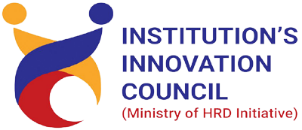 INSTITUTION'S
INNOVATION
COUNCIL
(Ministry of HRD Initiative)